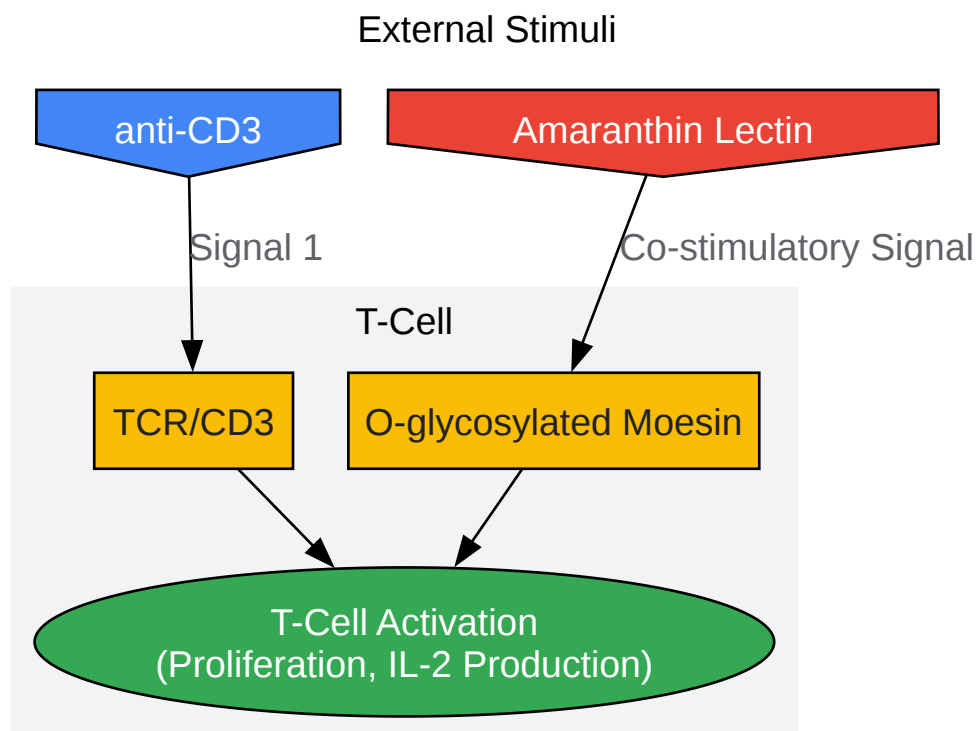 External Stimuli
anti-CD3
Amaranthin Lectin
Signal 1
Co-stimulatory Signal
T-Cell
TCR/CD3
O-glycosylated Moesin
T-Cell Activation
(Proliferation, IL-2 Production)